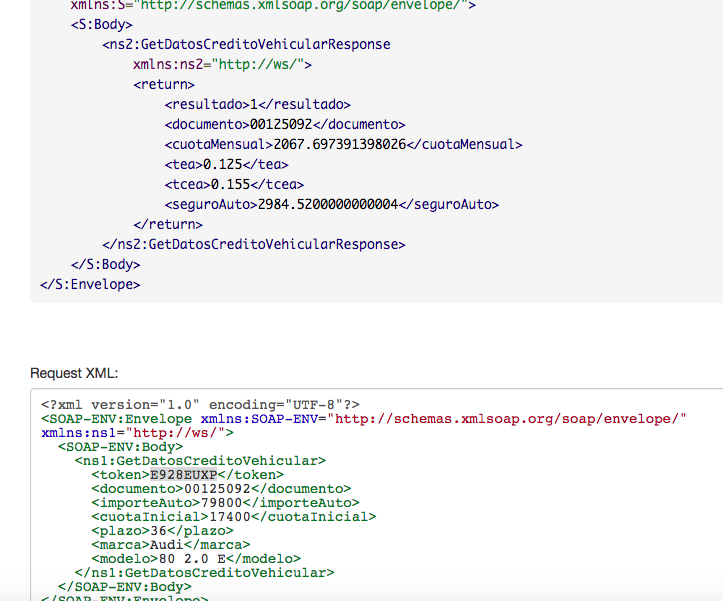 xmlns:S="http://schemas.xmlsoap.org/soap/envelope/">
<S:Body>
<ns2:GetDatosCreditoVehicularResponse
xmlns:ns2="http://ws/">
<return>
<resultado>1</resultado>
<documento>00125092</documento>
<cuotaMensual>2067.697391398026</cuotaMensual>
<tea>0.125</tea>
<tcea>0.155</tcea>
<seguroAuto>2984.5200000000004</seguroAuto>
</return>
</ns2:GetDatosCreditoVehicularResponse>
</S:Body>
</S:Envelope>
Request XML:
<?xml version="1.0" encoding="UTF-8"?>
<SOAP-ENV:Envelope xmlns:SOAP-ENV="http://schemas.xmlsoap.org/soap/envelope/"
xmlns:ns1="http://ws/">
<SOAP-ENV:Body>
<ns1:GetDatosCreditoVehicular>
<token>E928EUXP</token>
<documento>00125092</documento>
<importeAuto>79800</importeAuto>
<cuotaInicial>17400</cuotaInicial>
<plazo>36</plazo>
<marca>Audi</marca>
<modelo>80 2.0 E</modelo>
</ns1:GetDatosCreditoVehicular>
</SOAP-ENV:Body>
</SOAP-ENV:Envelope>